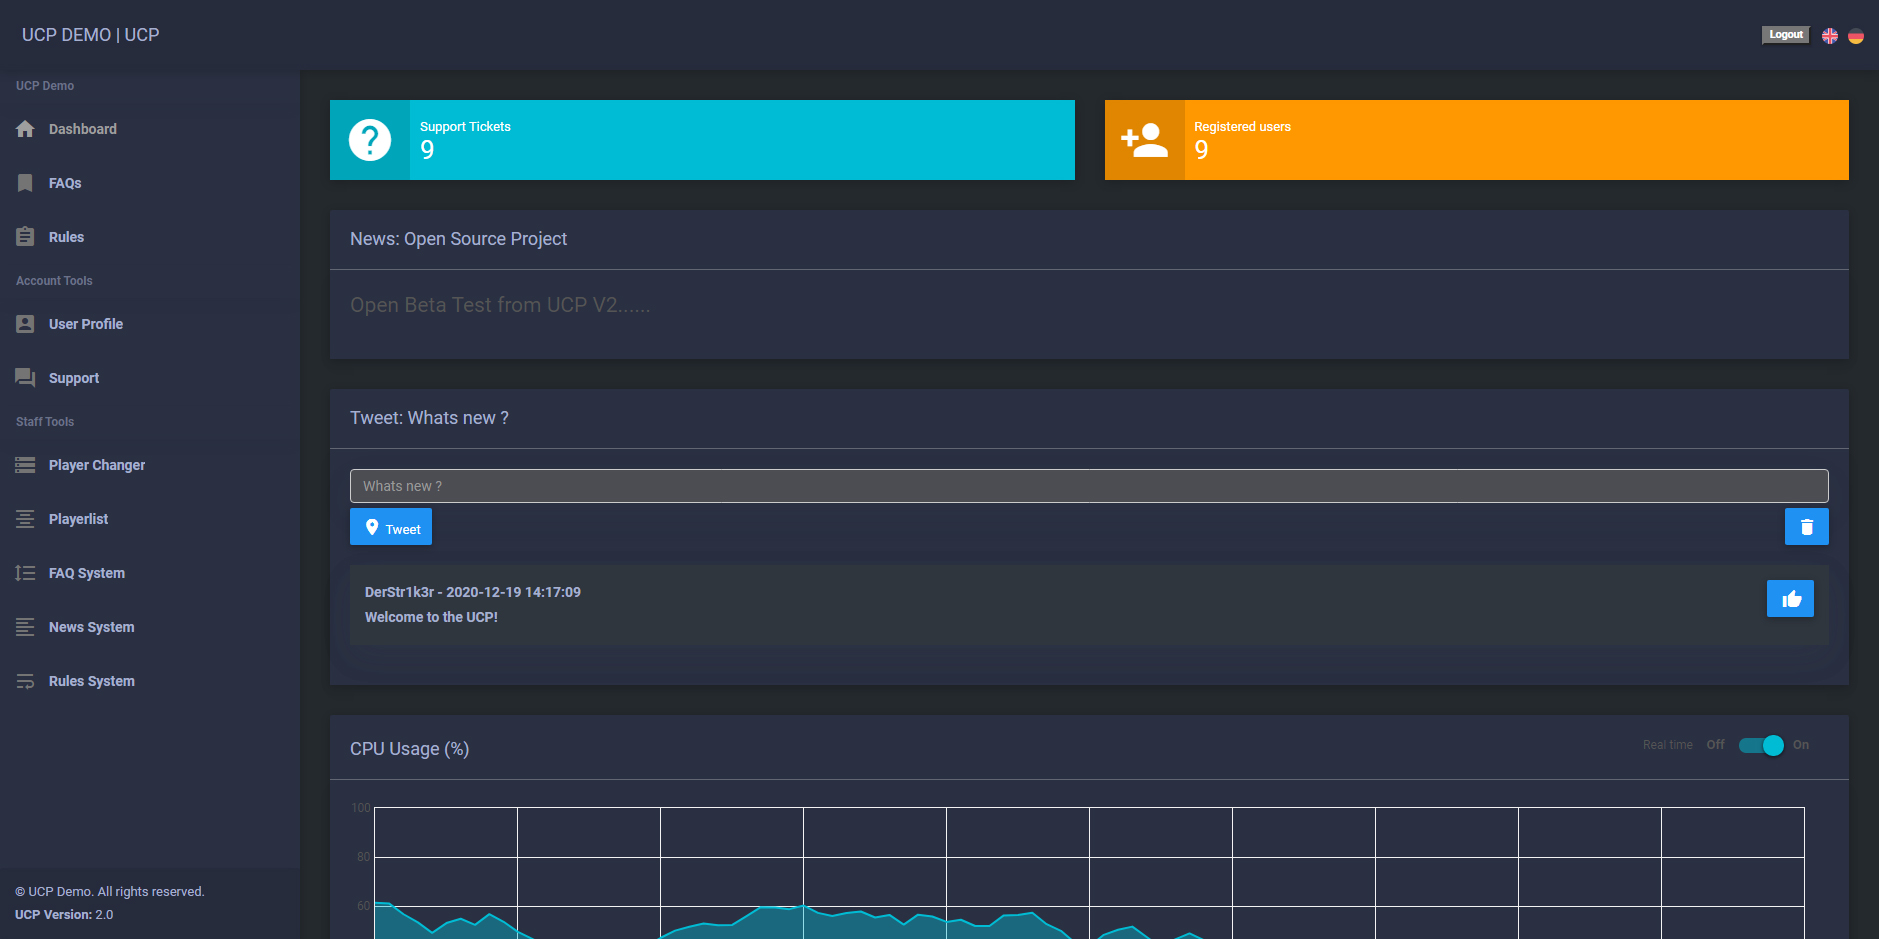 UCP DEMO | UCP
Logout
UCP Demo
Dashboard
FAQs
Rules
Account Tools
User Profile
Support
Staff Tools
Player Changer
Playerlist
FAQ System
News System
Rules System
© UCP Demo. All rights reserved.
UCP Version: 2.0
Support Tickets
9
Registered users
9
News: Open Source Project
Open Beta Test from UCP V2......
Tweet: Whats new ?
Whats new ?
Tweet
DerStr1k3r - 2020-12-19 14:17:09
Welcome to the UCP!
CPU Usage (%)
Real time Off On
100
80
60